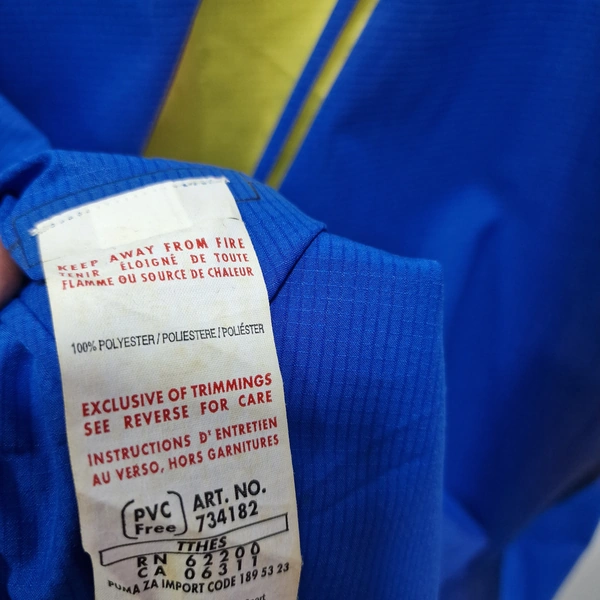 KEEP AWAY FROM FIRE
TENIR ÉLOIGNÉ DE TOUTE
FLAMME OU SOURCE DE CHALEUR
100% POLYESTER / POLIESTERE / POLIÉSTER
EXCLUSIVE OF TRIMMINGS
SEE REVERSE FOR CARE
INSTRUCTIONS D'ENTRETIEN
AU VERSO, HORS GARNITURES
PVC Free
ART. NO.
734182
TTHES
RN 62200
CA 06311
PUMA ZA IMPORT CODE 189 53 23